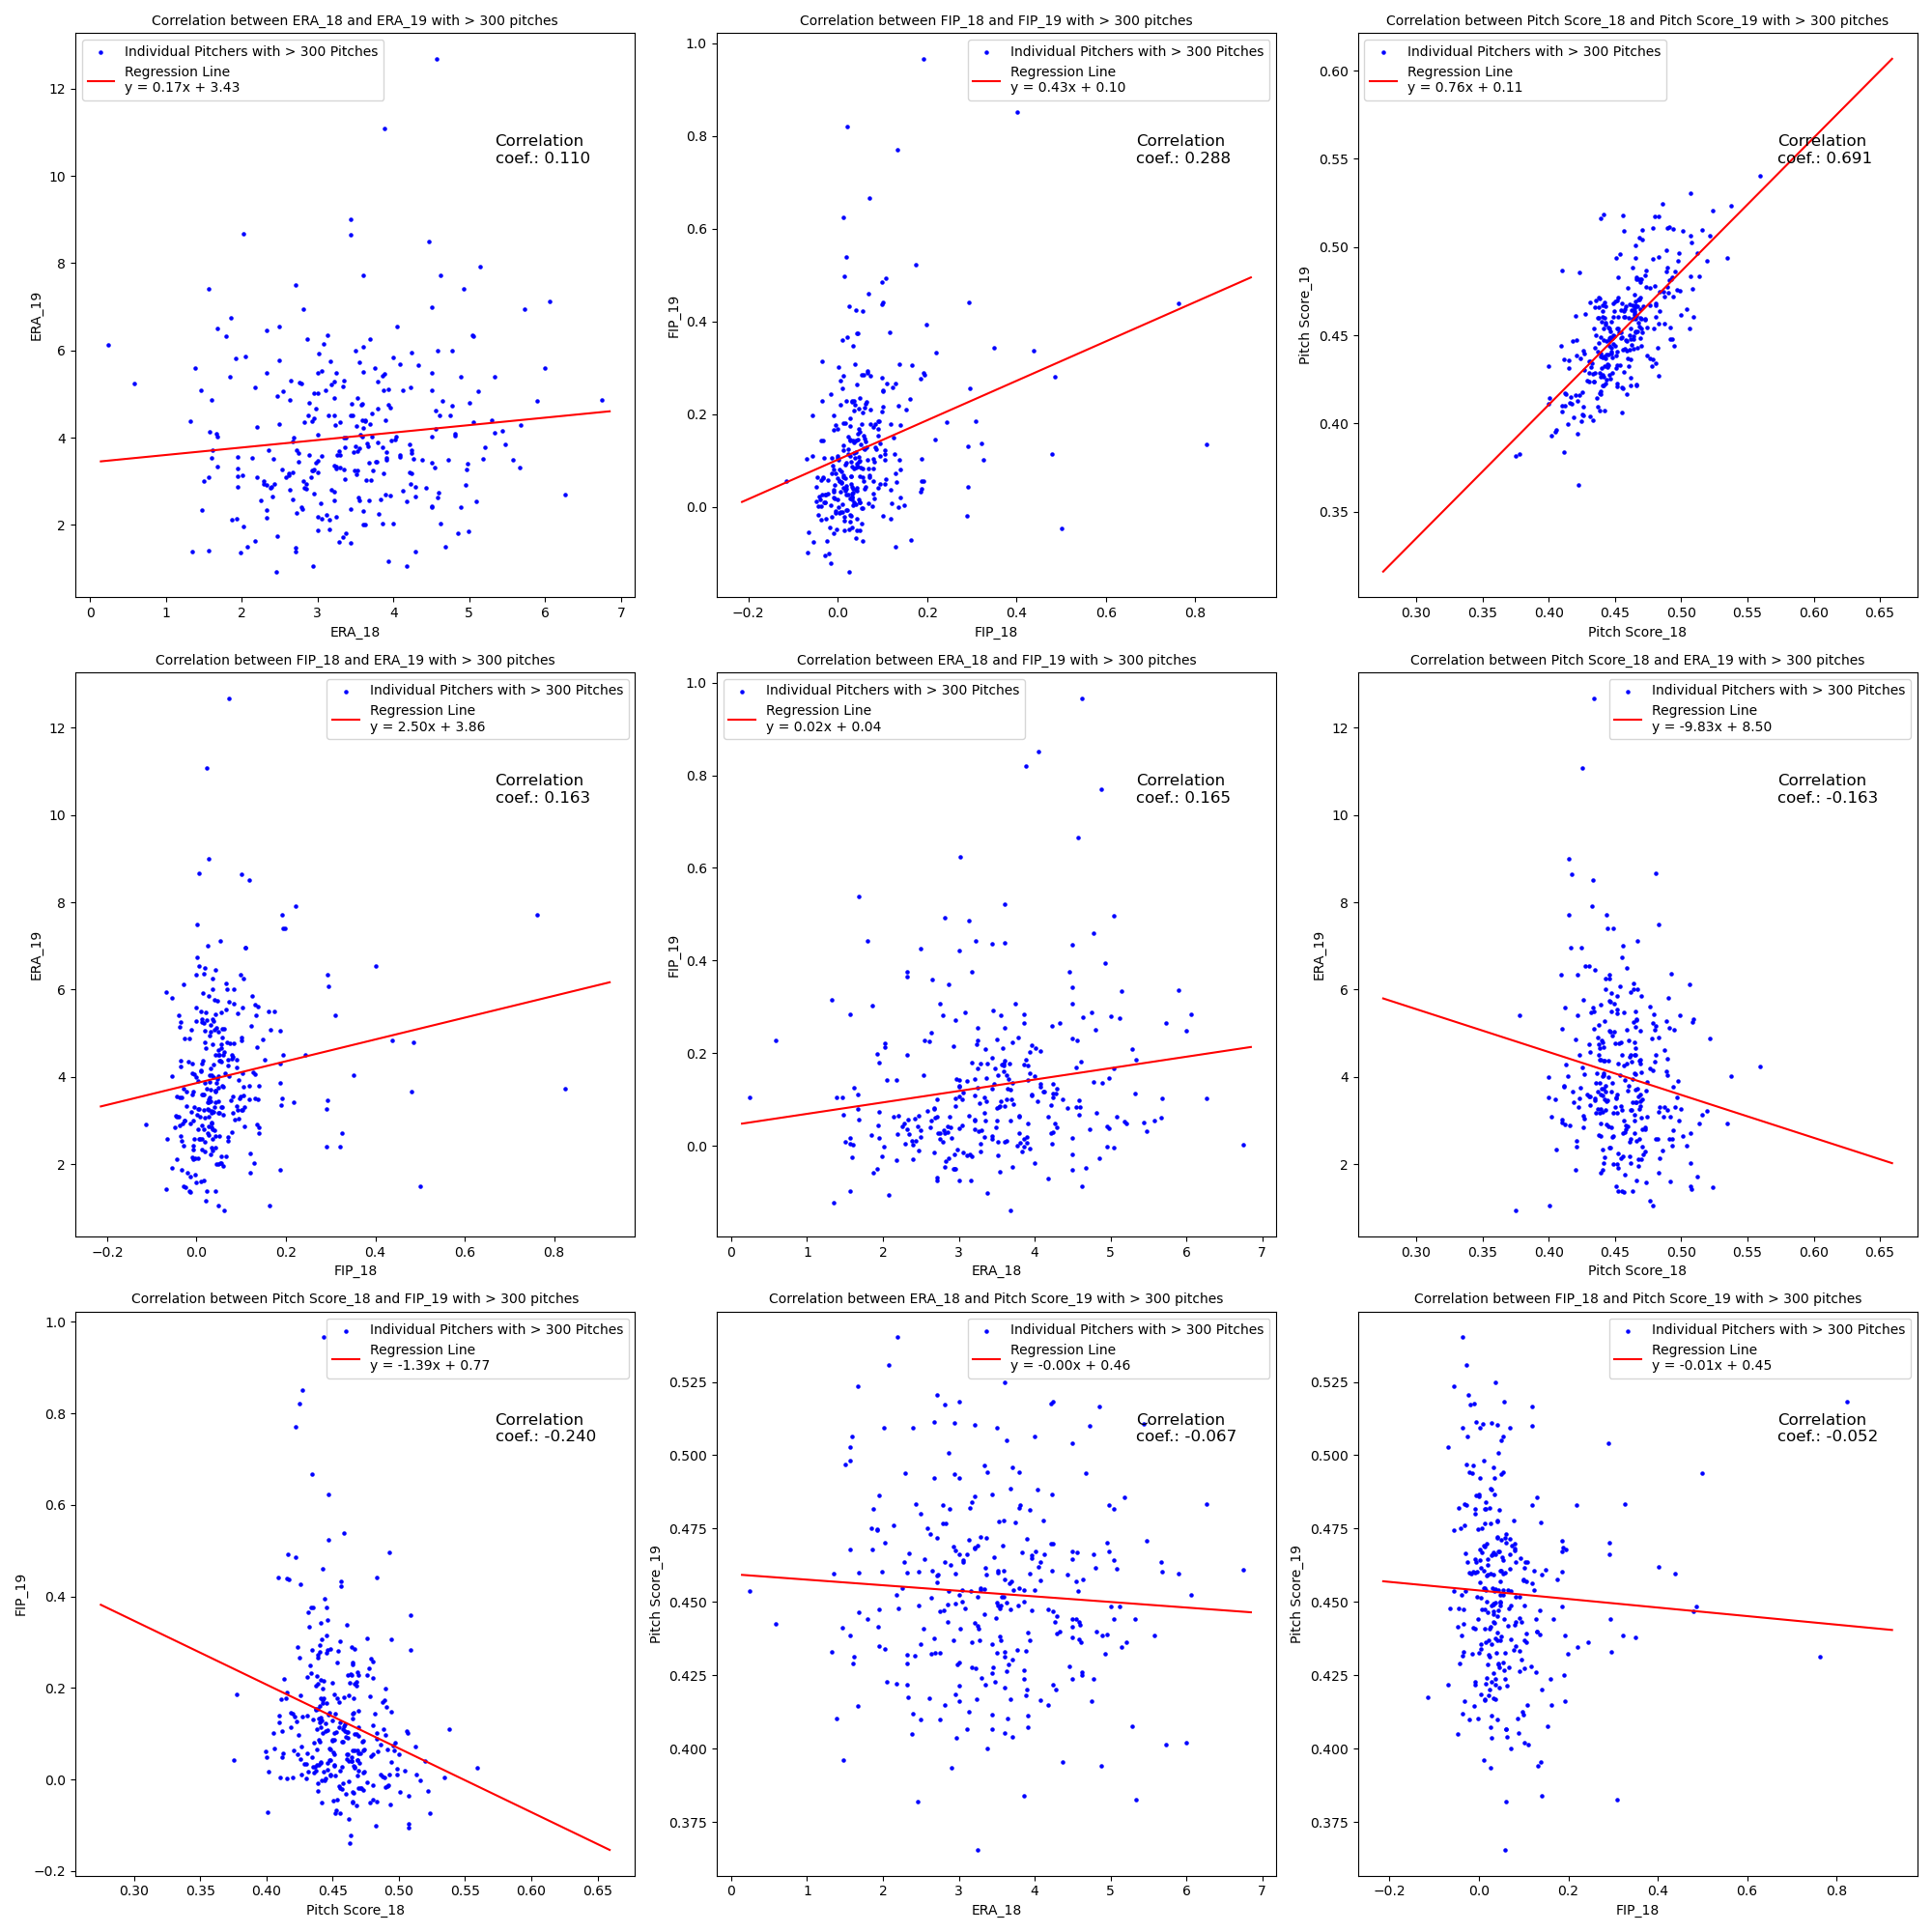 Correlation between ERA_18 and ERA_19 with > 300 pitches
Individual Pitchers with > 300 Pitches
Regression Line
y = 0.17x + 3.43
Correlation
coef.: 0.110
12
10
8
6
4
2
ERA_19
0 1 2 3 4 5 6 7
ERA_18
Correlation between FIP_18 and FIP_19 with > 300 pitches
Individual Pitchers with > 300 Pitches
Regression Line
y = 0.43x + 0.10
Correlation
coef.: 0.288
1.0
0.8
0.6
0.4
0.2
0.0
FIP_19
−0.2 0.0 0.2 0.4 0.6 0.8
FIP_18
Correlation between Pitch Score_18 and Pitch Score_19 with > 300 pitches
Individual Pitchers with > 300 Pitches
Regression Line
y = 0.76x + 0.11
Correlation
coef.: 0.691
0.60
0.55
0.50
0.45
0.40
0.35
Pitch Score_19
0.30 0.35 0.40 0.45 0.50 0.55 0.60 0.65
Pitch Score_18
Correlation between FIP_18 and ERA_19 with > 300 pitches
Individual Pitchers with > 300 Pitches
Regression Line
y = 2.50x + 3.86
Correlation
coef.: 0.163
12
10
8
6
4
2
ERA_19
−0.2 0.0 0.2 0.4 0.6 0.8
FIP_18
Correlation between ERA_18 and FIP_19 with > 300 pitches
Individual Pitchers with > 300 Pitches
Regression Line
y = 0.02x + 0.04
Correlation
coef.: 0.165
1.0
0.8
0.6
0.4
0.2
0.0
FIP_19
0 1 2 3 4 5 6 7
ERA_18
Correlation between Pitch Score_18 and ERA_19 with > 300 pitches
Individual Pitchers with > 300 Pitches
Regression Line
y = -9.83x + 8.50
Correlation
coef.: -0.163
12
10
8
6
4
2
ERA_19
0.30 0.35 0.40 0.45 0.50 0.55 0.60 0.65
Pitch Score_18
Correlation between Pitch Score_18 and FIP_19 with > 300 pitches
Individual Pitchers with > 300 Pitches
Regression Line
y = -1.39x + 0.77
Correlation
coef.: -0.240
1.0
0.8
0.6
0.4
0.2
0.0
−0.2
FIP_19
0.30 0.35 0.40 0.45 0.50 0.55 0.60 0.65
Pitch Score_18
Correlation between ERA_18 and Pitch Score_19 with > 300 pitches
Individual Pitchers with > 300 Pitches
Regression Line
y = -0.00x + 0.46
Correlation
coef.: -0.067
0.525
0.500
0.475
0.450
0.425
0.400
0.375
Pitch Score_19
0 1 2 3 4 5 6 7
ERA_18
Correlation between FIP_18 and Pitch Score_19 with > 300 pitches
Individual Pitchers with > 300 Pitches
Regression Line
y = -0.01x + 0.45
Correlation
coef.: -0.052
0.525
0.500
0.475
0.450
0.425
0.400
0.375
Pitch Score_19
−0.2 0.0 0.2 0.4 0.6 0.8
FIP_18